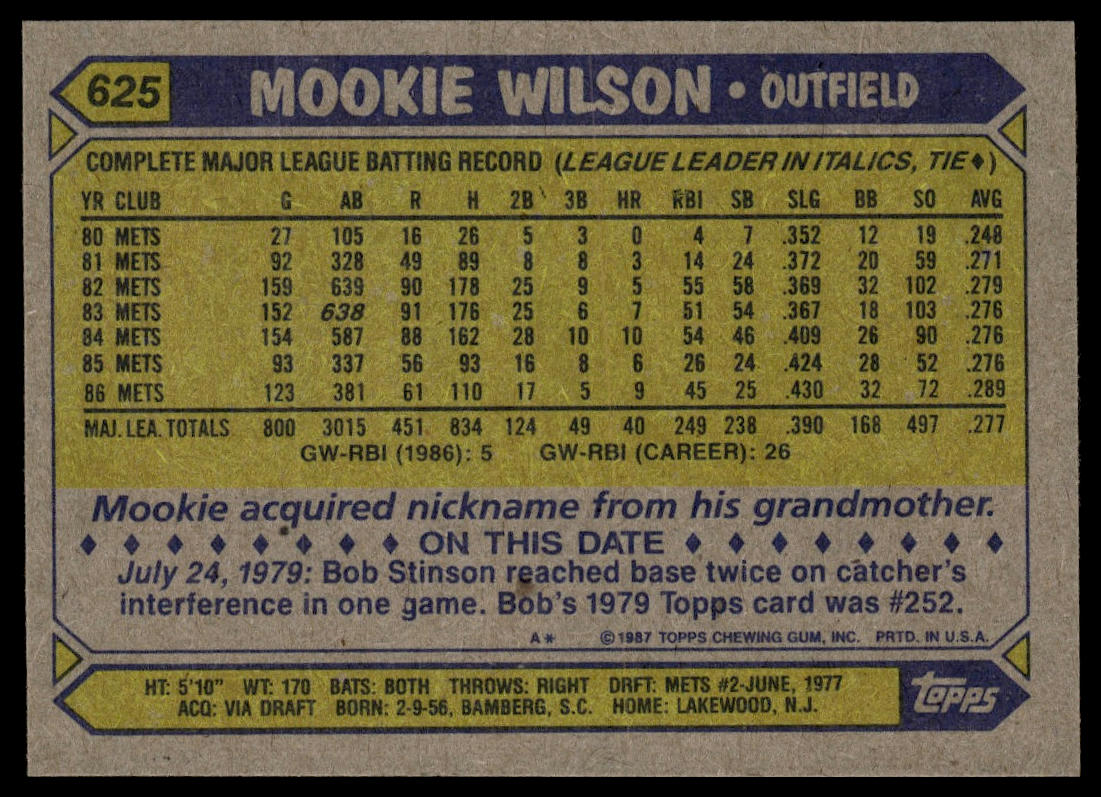 625 MOOKIE WILSON • OUTFIELD
COMPLETE MAJOR LEAGUE BATTING RECORD (LEAGUE LEADER IN ITALICS, TIE♦)
YR CLUB G AB R H 2B 3B HR RBI SB SLG BB SO AVG
80 METS 27 105 16 26 5 3 0 4 7 .352 12 19 .248
81 METS 92 328 49 89 8 8 3 14 24 .372 20 59 .271
82 METS 159 639 90 178 25 9 5 55 58 .369 32 102 .279
83 METS 152 638 91 176 25 6 7 51 54 .367 18 103 .276
84 METS 154 587 88 162 28 10 10 54 46 .409 26 90 .276
85 METS 93 337 56 93 16 8 6 26 24 .424 28 52 .276
86 METS 123 381 61 110 17 5 9 45 25 .430 32 72 .289
MAJ. LEA. TOTALS 800 3015 451 834 124 49 40 249 238 .390 168 497 .277
GW-RBI (1986): 5 GW-RBI (CAREER): 26
Mookie acquired nickname from his grandmother.
♦ ♦ ♦ ♦ ♦ ♦ ♦ ♦ ON THIS DATE ♦ ♦ ♦ ♦ ♦ ♦ ♦ ♦
July 24, 1979: Bob Stinson reached base twice on catcher's
interference in one game. Bob's 1979 Topps card was #252.
A* ©1987 TOPPS CHEWING GUM, INC. PRTD. IN U.S.A.
HT: 5'10" WT: 170 BATS: BOTH THROWS: RIGHT DRFT: METS #2-JUNE, 1977
ACQ: VIA DRAFT BORN: 2-9-56, BAMBERG, S.C. HOME: LAKEWOOD, N.J.
topps